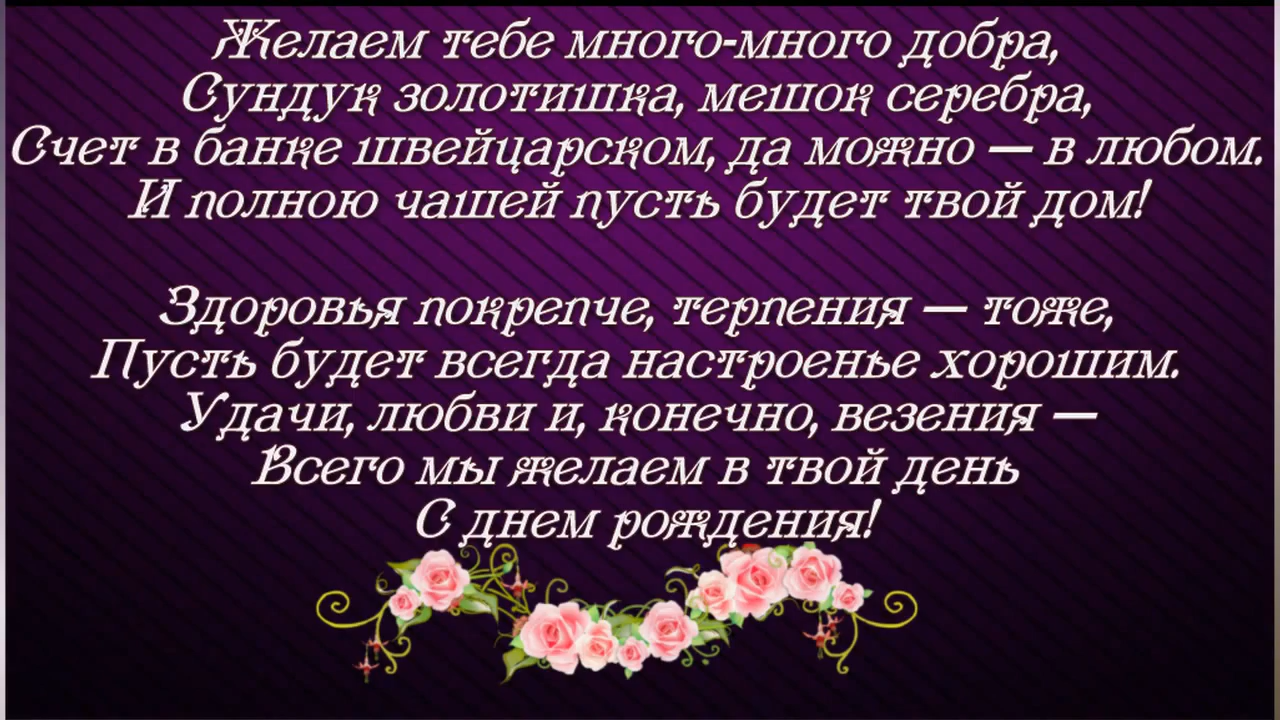 Желаем тебе много-много добра,
Сундук золотишка, мешок серебра,
Счет в банке швейцарском, да можно — в любом.
И полною чашей пусть будет твой дом!
Здоровья покрепче, терпения — тоже,
Пусть будет всегда настроенье хорошим.
Удачи, любви и, конечно, везения —
Всего мы желаем в твой день
С днем рождения!